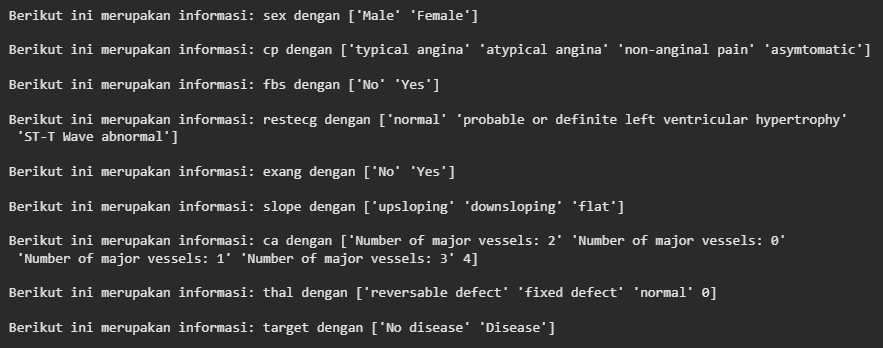 Berikut ini merupakan informasi: sex dengan ['Male' 'Female']
Berikut ini merupakan informasi: cp dengan ['typical angina' 'atypical angina' 'non-anginal pain' 'asymtomatic']
Berikut ini merupakan informasi: fbs dengan ['No' 'Yes']
Berikut ini merupakan informasi: restecg dengan ['normal' 'probable or definite left ventricular hypertrophy'
 'ST-T Wave abnormal']
Berikut ini merupakan informasi: exang dengan ['No' 'Yes']
Berikut ini merupakan informasi: slope dengan ['upsloping' 'downsloping' 'flat']
Berikut ini merupakan informasi: ca dengan ['Number of major vessels: 2' 'Number of major vessels: 0'
 'Number of major vessels: 1' 'Number of major vessels: 3' 4]
Berikut ini merupakan informasi: thal dengan ['reversable defect' 'fixed defect' 'normal' 0]
Berikut ini merupakan informasi: target dengan ['No disease' 'Disease']